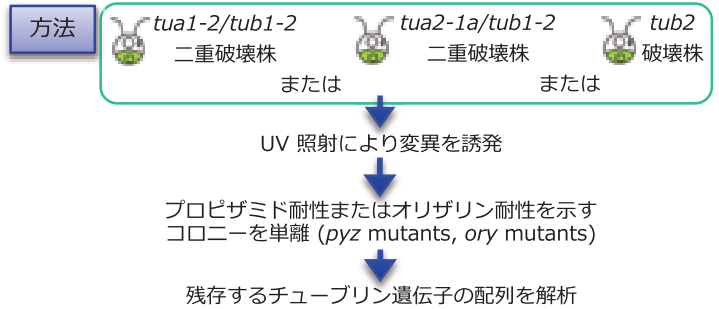 方法
tua1-2/tub1-2
二重破壊株
または
tua2-1a/tub1-2
二重破壊株
または
tub2
破壊株
UV 照射により変異を誘発
プロピザミド耐性またはオリザリン耐性を示す
コロニーを単離 (pyz mutants, ory mutants)
残存するチューブリン遺伝子の配列を解析